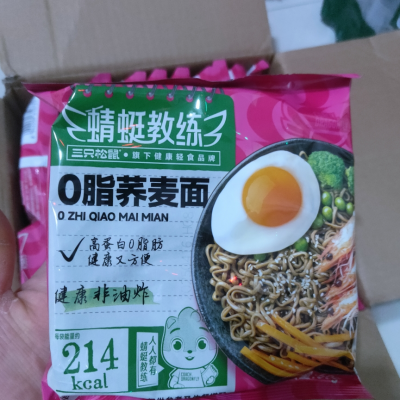 蜻蜓教练
三只松鼠® 旗下健康轻食品牌
0脂荞麦面
0 ZHI QIAO MAI MIAN
高蛋白0脂肪
健康又方便
健康非油炸
214
kcal
人人都有
蜻蜓教练